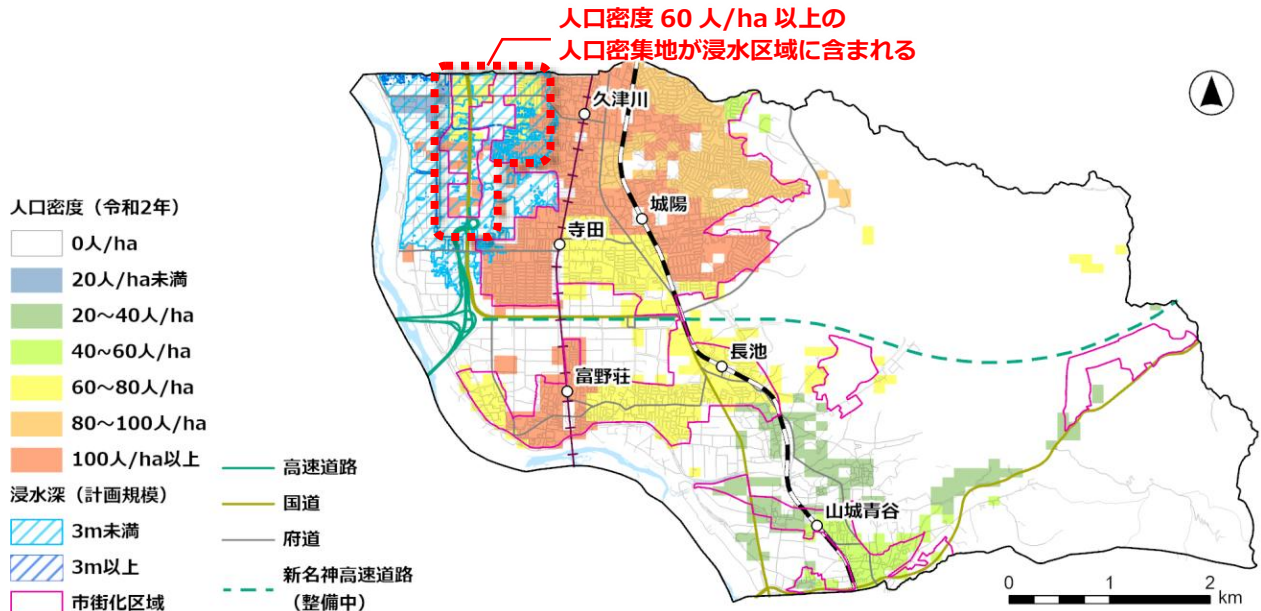 人口密度 60 人/ha 以上の
人口密集地が浸水区域に含まれる
久津川
城陽
寺田
長池
富野荘
山城青谷
人口密度（令和2年）
0人/ha
20人/ha未満
20～40人/ha
40~60人/ha
60～80人/ha
80～100人/ha
100人/ha以上
浸水深（計画規模）
3m未満
3m以上
市街化区域
高速道路
国道
府道
新名神高速道路
（整備中）
0 1 2
km